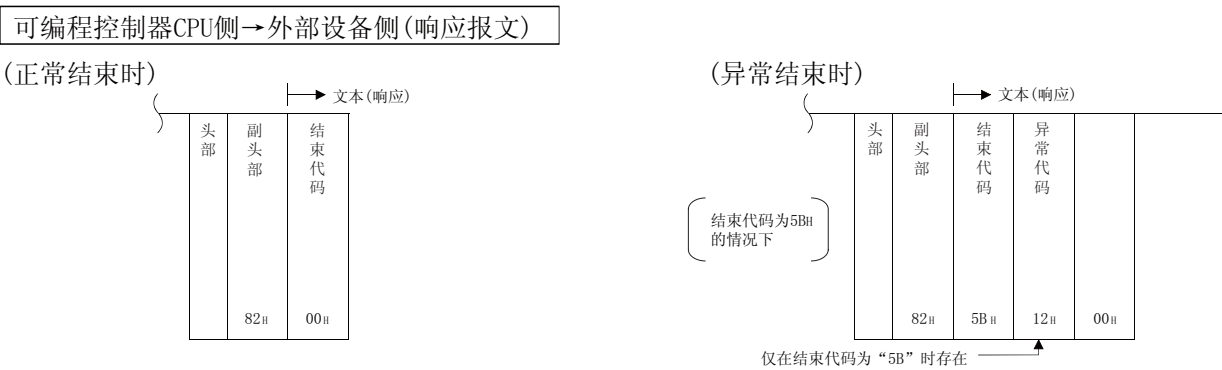 可编程控制器CPU侧→外部设备侧(响应报文)
(正常结束时)
文本(响应)
头部
副头部
结束代码
82H
00H
(异常结束时)
文本(响应)
头部
副头部
结束代码
异常代码
结束代码为5BH
的情况下
82H
5BH
12H
00H
仅在结束代码为“5B”时存在